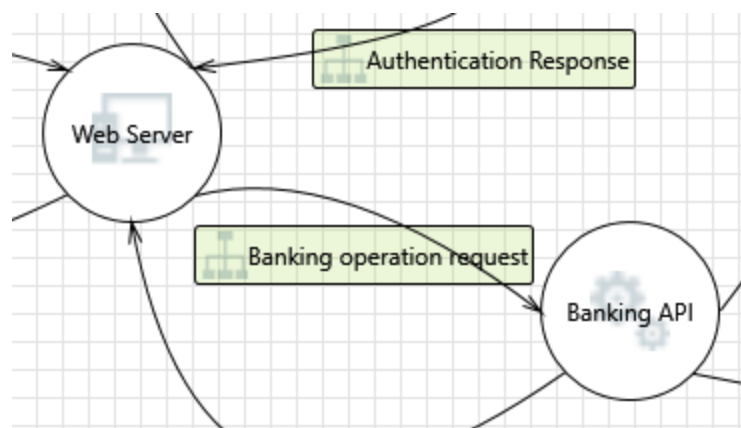 Authentication Response
Web Server
Banking operation request
Banking API